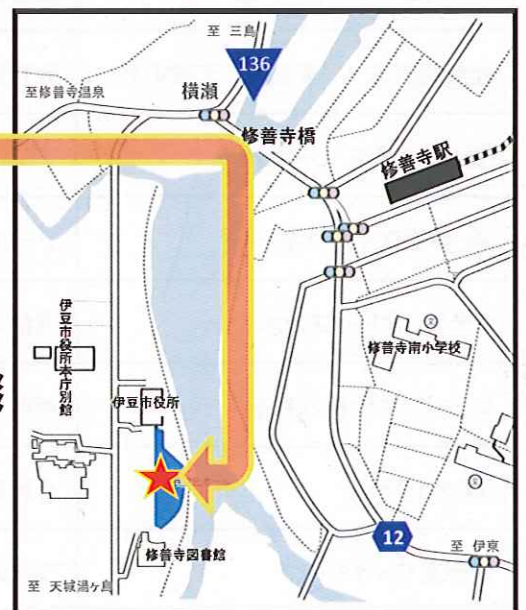 至 三島
136
至修善寺温泉
横瀬
修善寺橋
修善寺駅
伊豆市役所本庁別館
修善寺南小学校
伊豆市役所
修善寺図書館
12
至 伊東
至 天城湯ヶ島